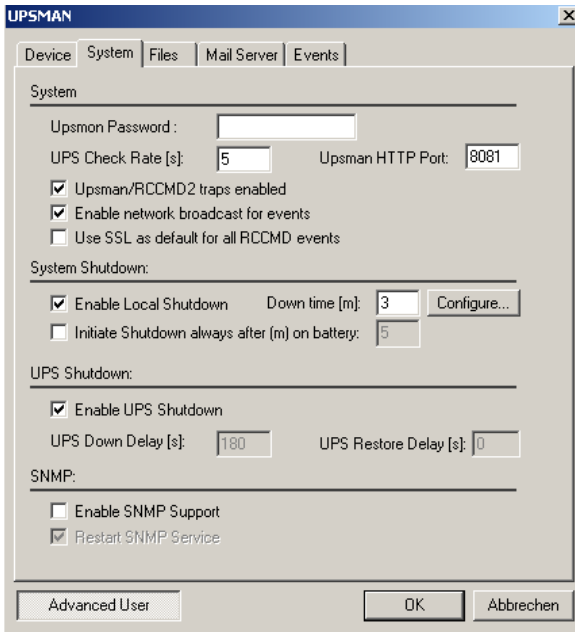 UPSMAN
Device System Files Mail Server Events
System
Upsmon Password :
UPS Check Rate [s]: 5 Upsman HTTP Port: 8081
Upsman/RCCMD2 traps enabled
Enable network broadcast for events
Use SSL as default for all RCCMD events
System Shutdown:
Enable Local Shutdown Down time [m]: 3 Configure...
Initiate Shutdown always after (m) on battery: 5
UPS Shutdown:
Enable UPS Shutdown
UPS Down Delay [s]: 180 UPS Restore Delay [s]: 0
SNMP:
Enable SNMP Support
Restart SNMP Service
Advanced User OK Abbrechen